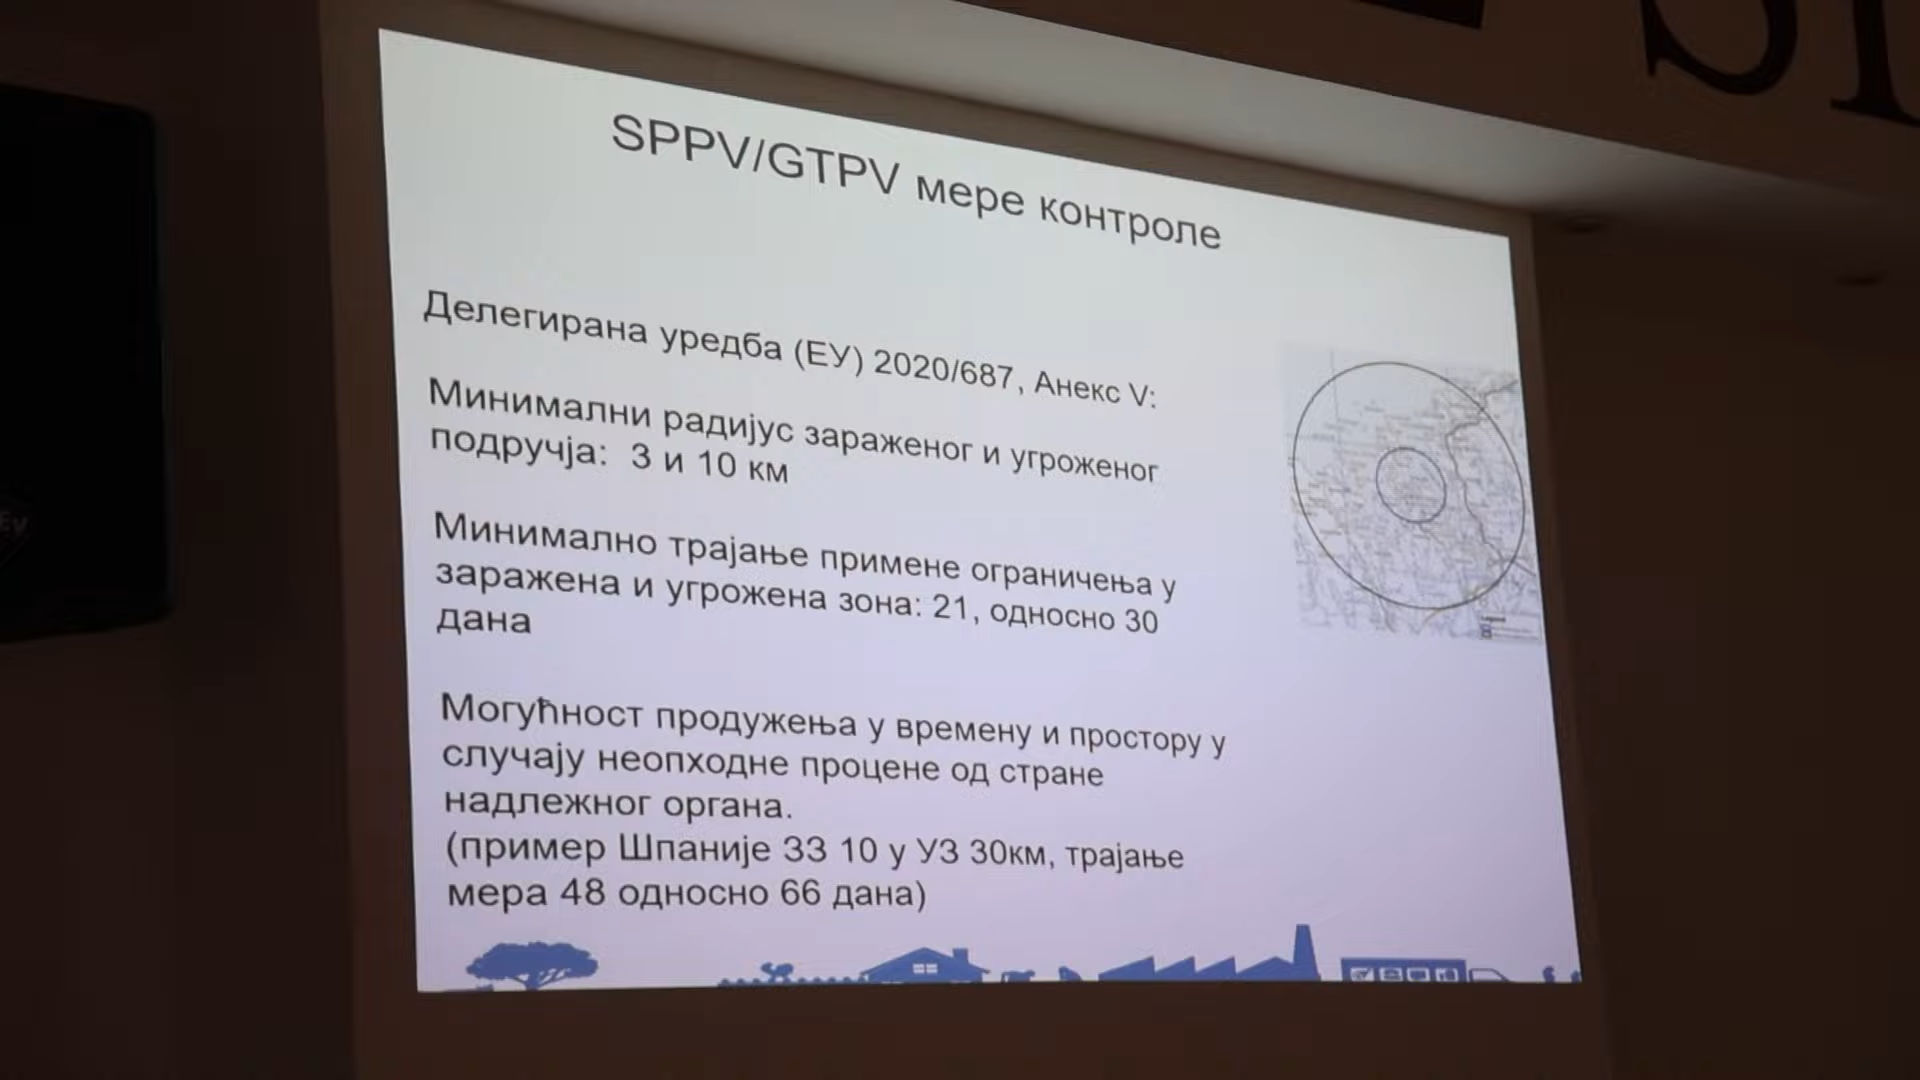 SPPV/GTPV мере контроле
Делегирана уредба (ЕУ) 2020/687, Анекс V:
Минимални радијус зараженог и угроженог
подручја: 3 и 10 км
Минимално трајање примене ограничења у
заражена и угрожена зона: 21, односно 30
дана
Могућност продужења у времену и простору у
случају неопходне процене од стране
надлежног органа.
(пример Шпаније ЗЗ 10 у УЗ 30км, трајање
мера 48 односно 66 дана)